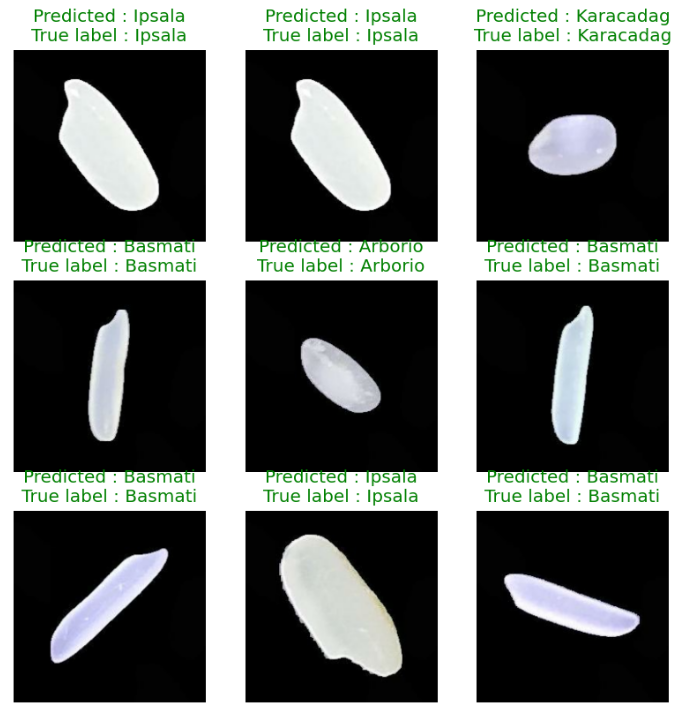 Predicted : Ipsala
True label : Ipsala
Predicted : Ipsala
True label : Ipsala
Predicted : Karacadag
True label : Karacadag
Predicted : Basmati
True label : Basmati
Predicted : Arborio
True label : Arborio
Predicted : Basmati
True label : Basmati
Predicted : Basmati
True label : Basmati
Predicted : Ipsala
True label : Ipsala
Predicted : Basmati
True label : Basmati